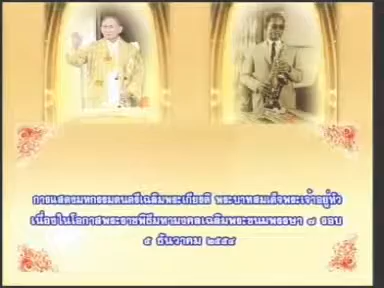 การแสดงมหกรรมดนตรีเฉลิมพระเกียรติ พระบาทสมเด็จพระเจ้าอยู่หัว
เนื่องในโอกาสพระราชพิธีมหามงคลเฉลิมพระชนมพรรษา ๗ รอบ
๕ ธันวาคม ๒๕๕๔